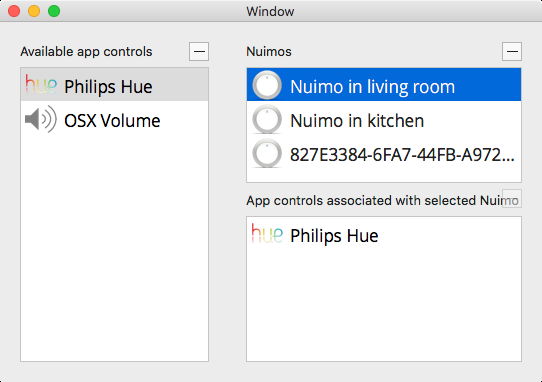 Window
Available app controls
hue Philips Hue
OSX Volume
Nuimos
Nuimo in living room
Nuimo in kitchen
827E3384-6FA7-44FB-A972...
App controls associated with selected Nuimo
hue Philips Hue